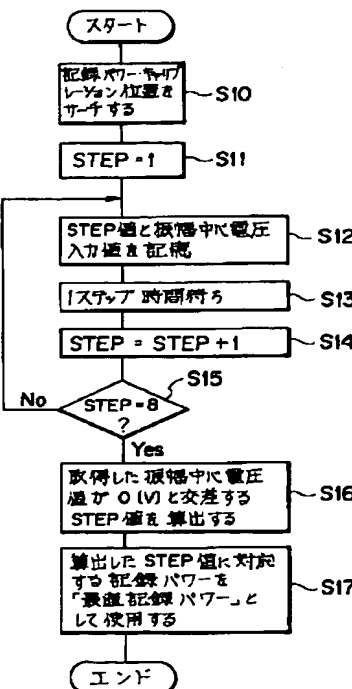 スタート
記録パワー・キャリブ
レーション位置を
サーチする
S10
STEP=1
S11
STEP値と振幅中心電圧
入力値を記憶
S12
1ステップ時間待ち
S13
STEP = STEP+1
S14
S15
STEP=8
?
No
Yes
取得した振幅中心電圧
値が0(V)と交差する
STEP値を算出する
S16
算出したSTEP値に対応
する記録パワーを
「最適記録パワー」と
して使用する
S17
エンド